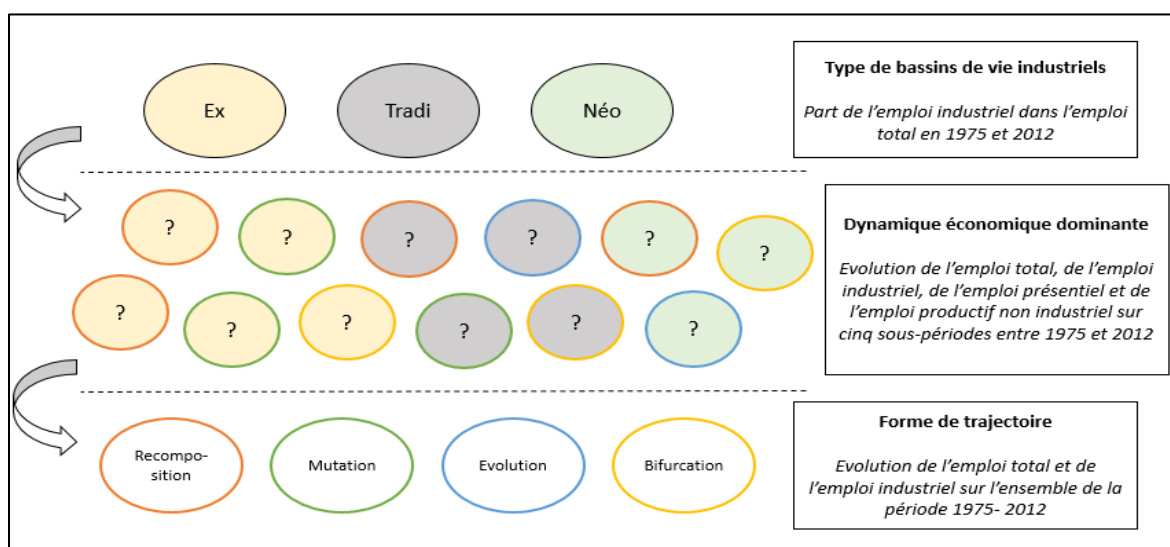 Ex
Tradi
Néo
Type de bassins de vie industriels
Part de l'emploi industriel dans l'emploi
total en 1975 et 2012
?
?
?
?
?
?
?
?
?
?
?
?
Dynamique économique dominante
Evolution de l'emploi total, de l'emploi
industriel, de l'emploi présentiel et de
l'emploi productif non industriel sur
cinq sous-périodes entre 1975 et 2012
Recompo-
sition
Mutation
Evolution
Bifurcation
Forme de trajectoire
Evolution de l'emploi total et de
l'emploi industriel sur l'ensemble de la
période 1975- 2012